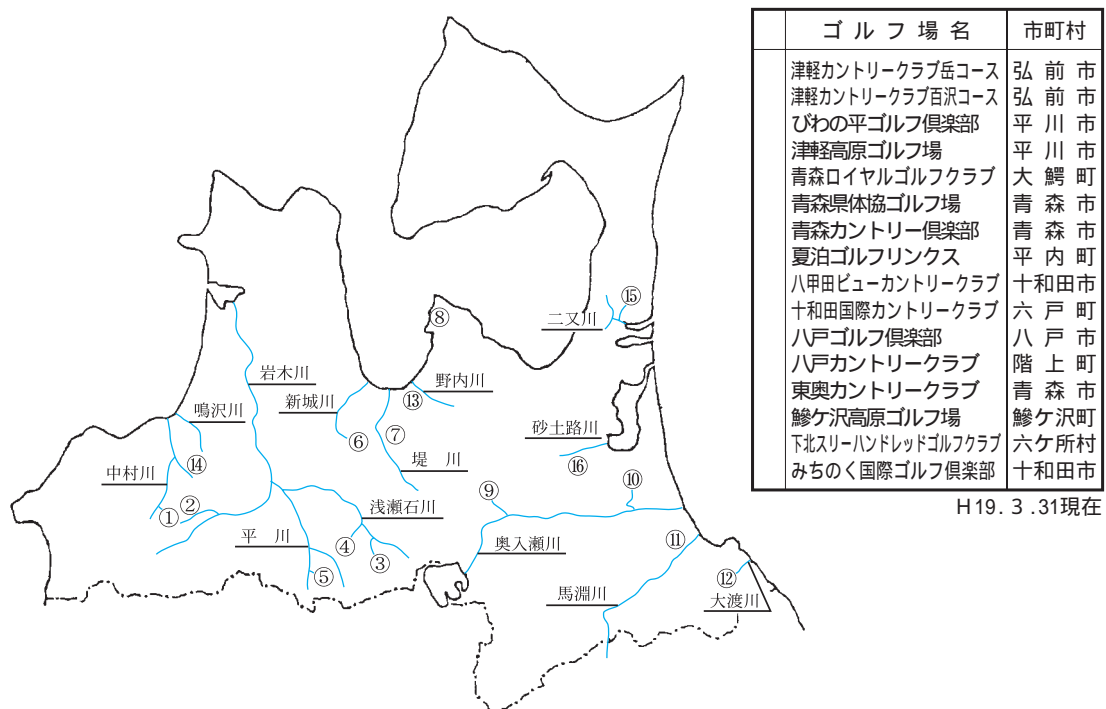 ゴルフ場名 市町村
津軽カントリークラブ岳コース 弘前市
津軽カントリークラブ百沢コース 弘前市
びわの平ゴルフ倶楽部 平川市
津軽高原ゴルフ場 平川市
青森ロイヤルゴルフクラブ 大鰐町
青森県体協ゴルフ場 青森市
青森カントリー倶楽部 青森市
夏泊ゴルフリンクス 平内町
八甲田ビューカントリークラブ 十和田市
十和田国際カントリークラブ 六戸町
八戸ゴルフ倶楽部 八戸市
八戸カントリークラブ 階上町
東奥カントリークラブ 青森市
鰺ケ沢高原ゴルフ場 鰺ケ沢町
下北スリーハンドレッドゴルフクラブ 六ケ所村
みちのく国際ゴルフ倶楽部 十和田市
H19.3.31現在
⑮
二又川
⑧
岩木川
野内川
⑬
新城川
鳴沢川
⑦
⑥
砂土路川
堤川
⑭
⑯
中村川
⑩
⑨
②
①
浅瀬石川
平川
④
③
奥入瀬川
⑪
⑤
⑫
馬淵川
大渡川